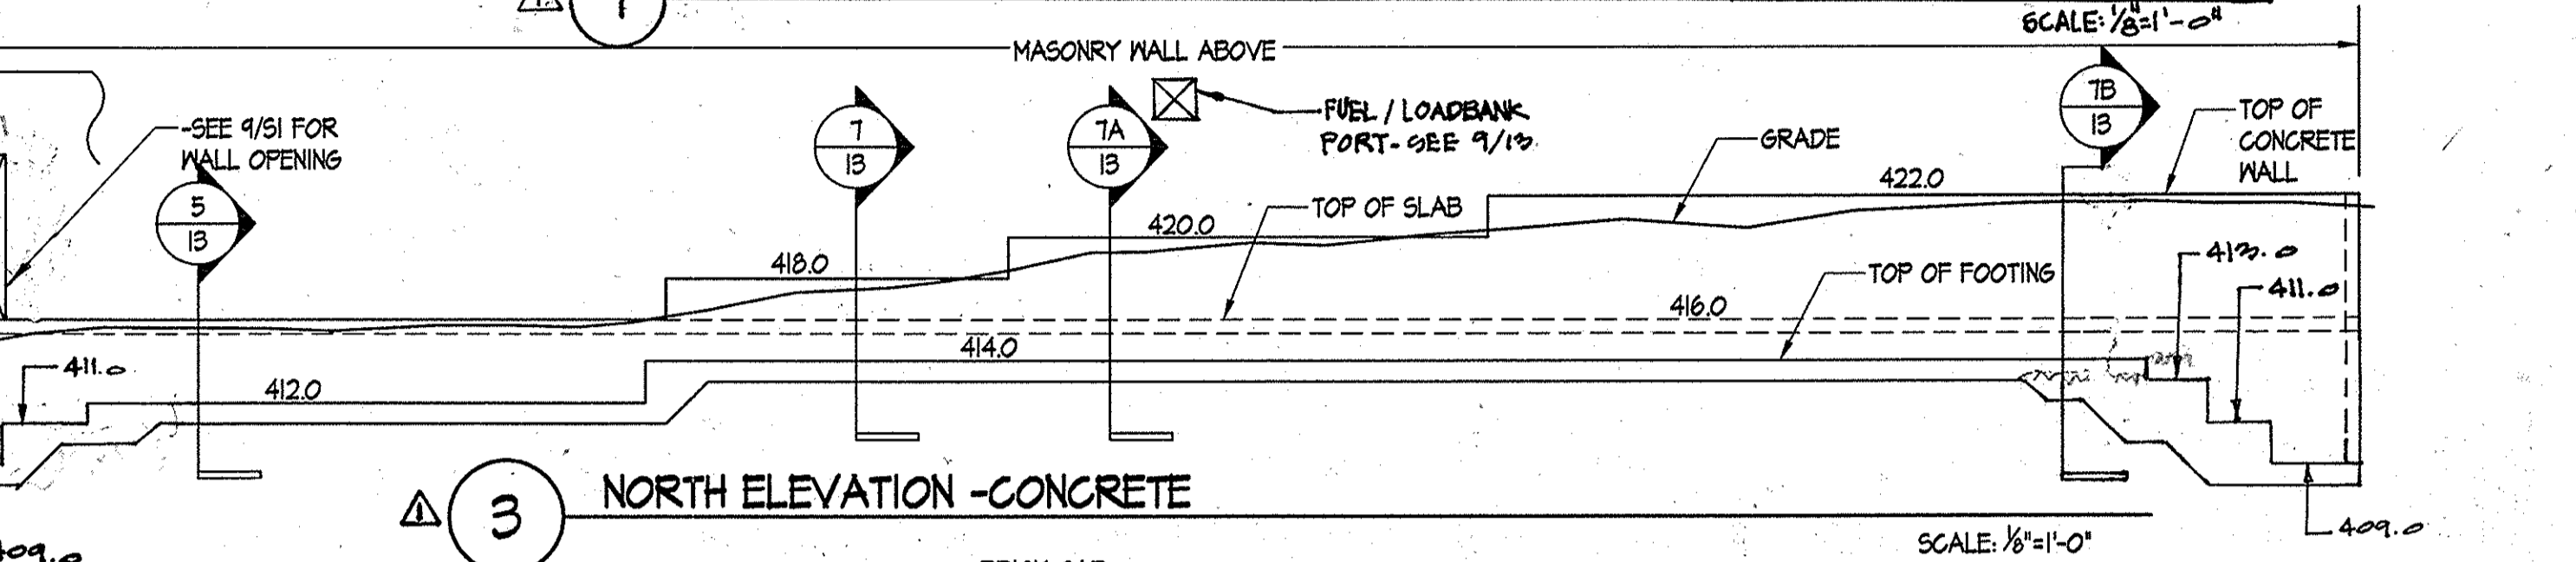 1
SCALE: 1/8"=1'-0"
MASONRY WALL ABOVE
-SEE 9/S1 FOR
WALL OPENING
5
13
7
13
7A
13
FUEL / LOADBANK
PORT- SEE 9/13
7B
13
GRADE
TOP OF
CONCRETE
WALL
TOP OF SLAB
418.0
420.0
422.0
TOP OF FOOTING
413.0
411.0
416.0
414.0
411.0
412.0
409.0
1
3
NORTH ELEVATION -CONCRETE
SCALE: 1/8"=1'-0"
409.0